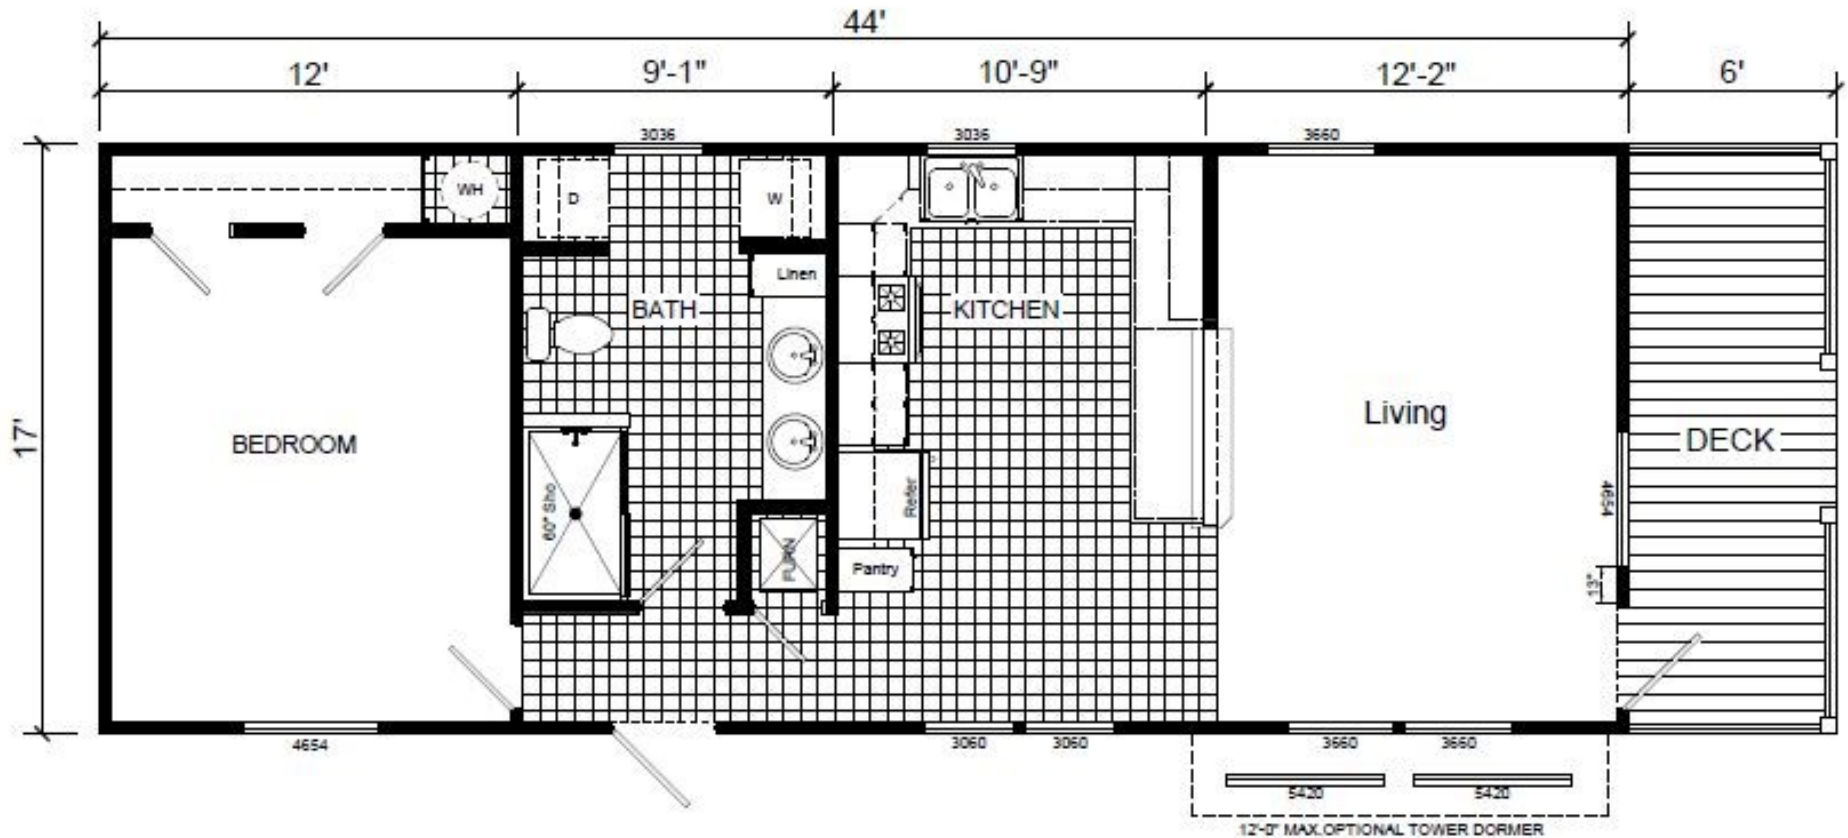 44'
12'
9'-1"
10'-9"
12'-2"
6'
3036
3036
3660
WH
D
W
Linen
BATH
KITCHEN
Living
17'
BEDROOM
DECK
4654
60" Sho
Refer
FURN
Pantry
13"
4654
3060
3060
3660
3660
5420
5420
12'-0" MAX.OPTIONAL TOWER DORMER